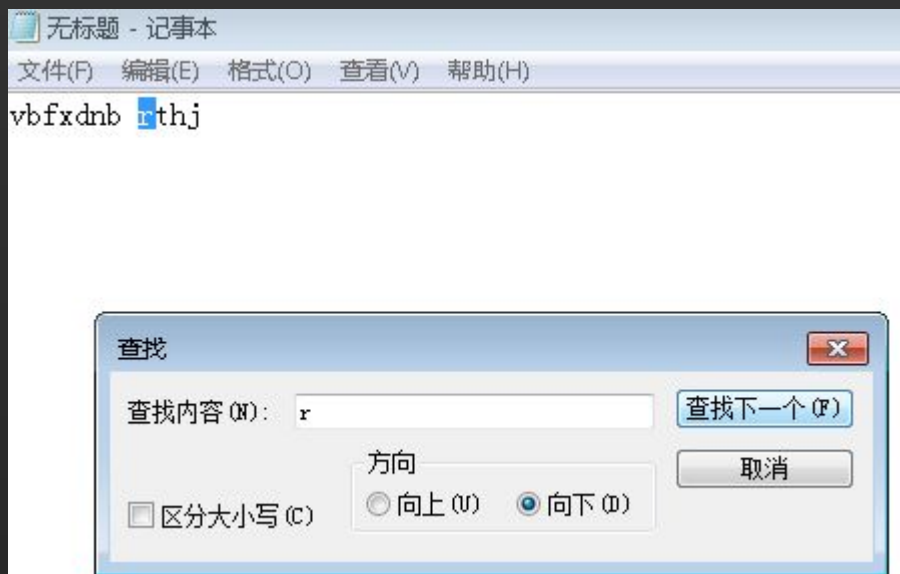 无标题 - 记事本
文件(F) 编辑(E) 格式(O) 查看(V) 帮助(H)
vbfxdnb rthj
查找
查找内容(N): r 查找下一个(F)
方向
取消
区分大小写(C) 向上(U) 向下(D)